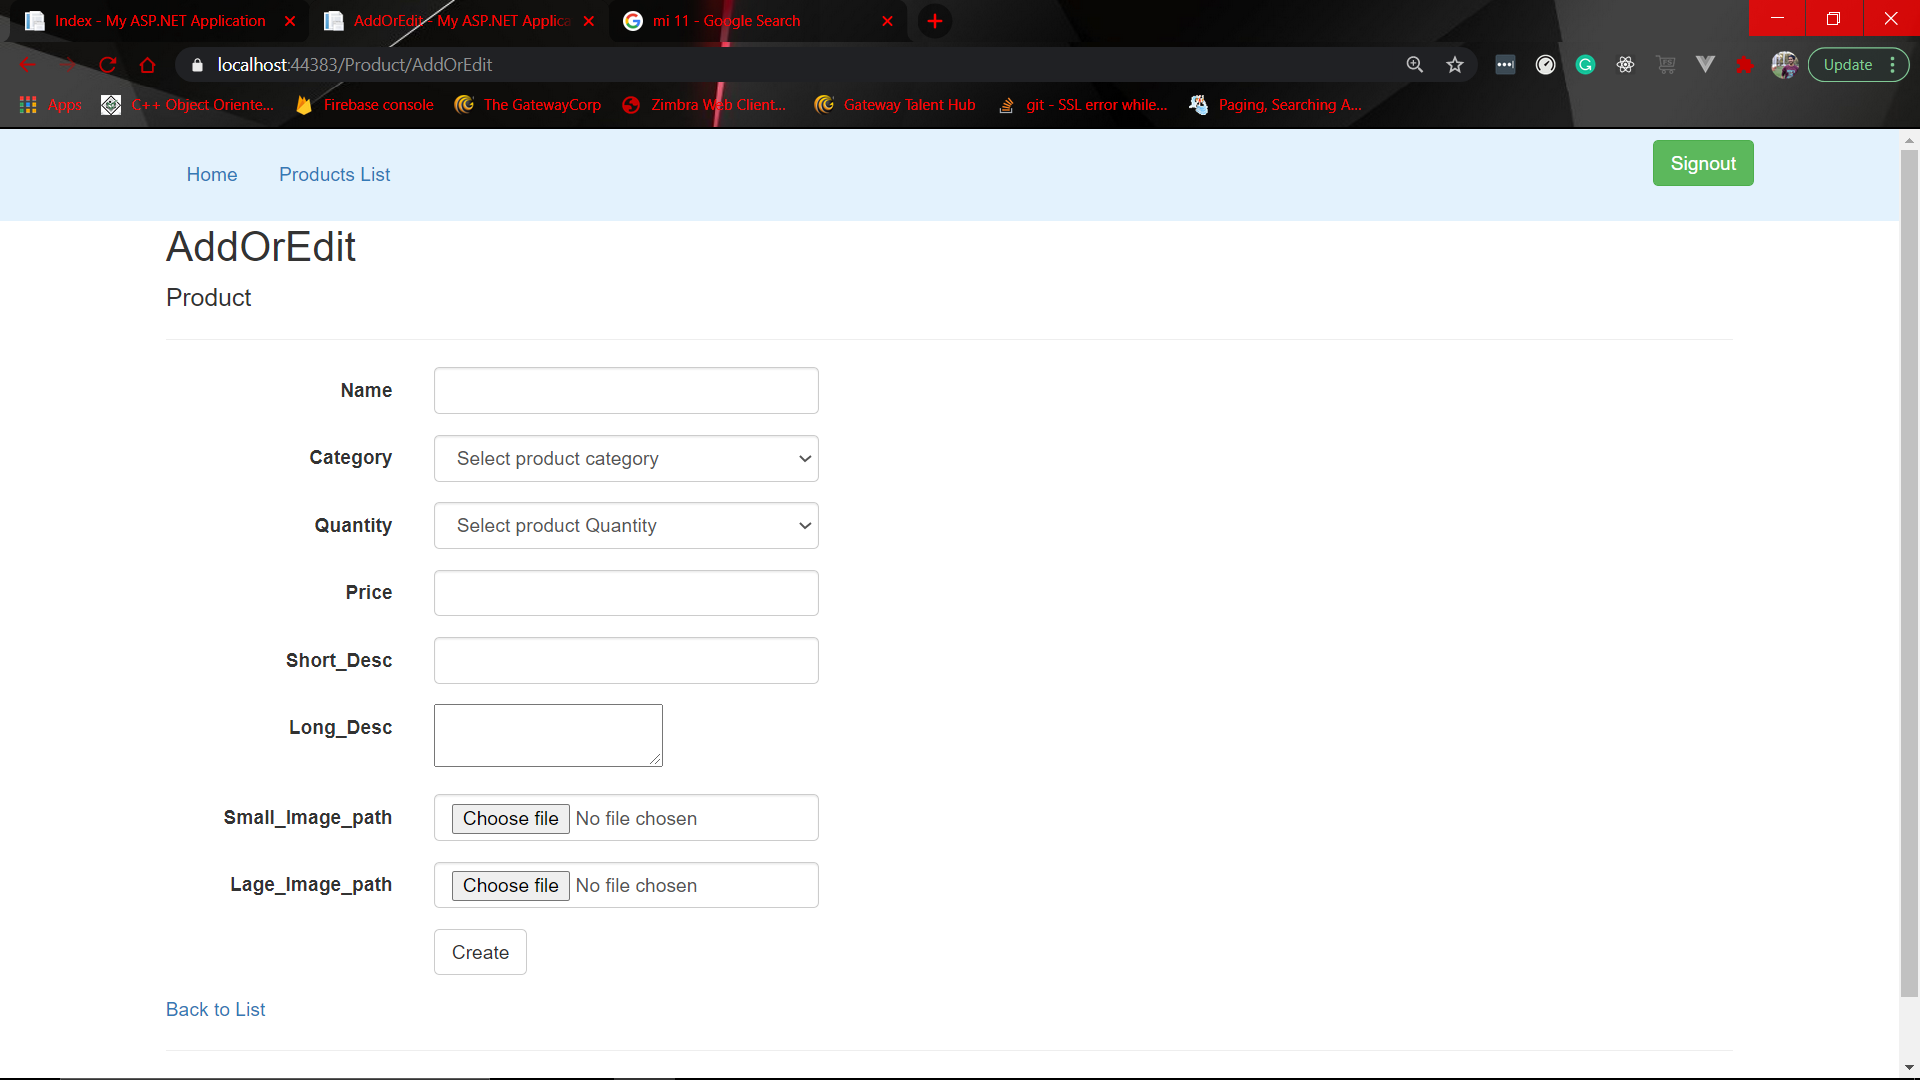 Index - My ASP.NET Application
AddOrEdit - My ASP.NET Applica
mi 11 - Google Search
localhost:44383/Product/AddOrEdit
Update
Apps
C++ Object Oriente...
Firebase console
The GatewayCorp
Zimbra Web Client...
Gateway Talent Hub
git - SSL error while...
Paging, Searching A...
Home
Products List
Signout
AddOrEdit
Product
Name
Category
Select product category
Quantity
Select product Quantity
Price
Short_Desc
Long_Desc
Small_Image_path
Choose file No file chosen
Lage_Image_path
Choose file No file chosen
Create
Back to List